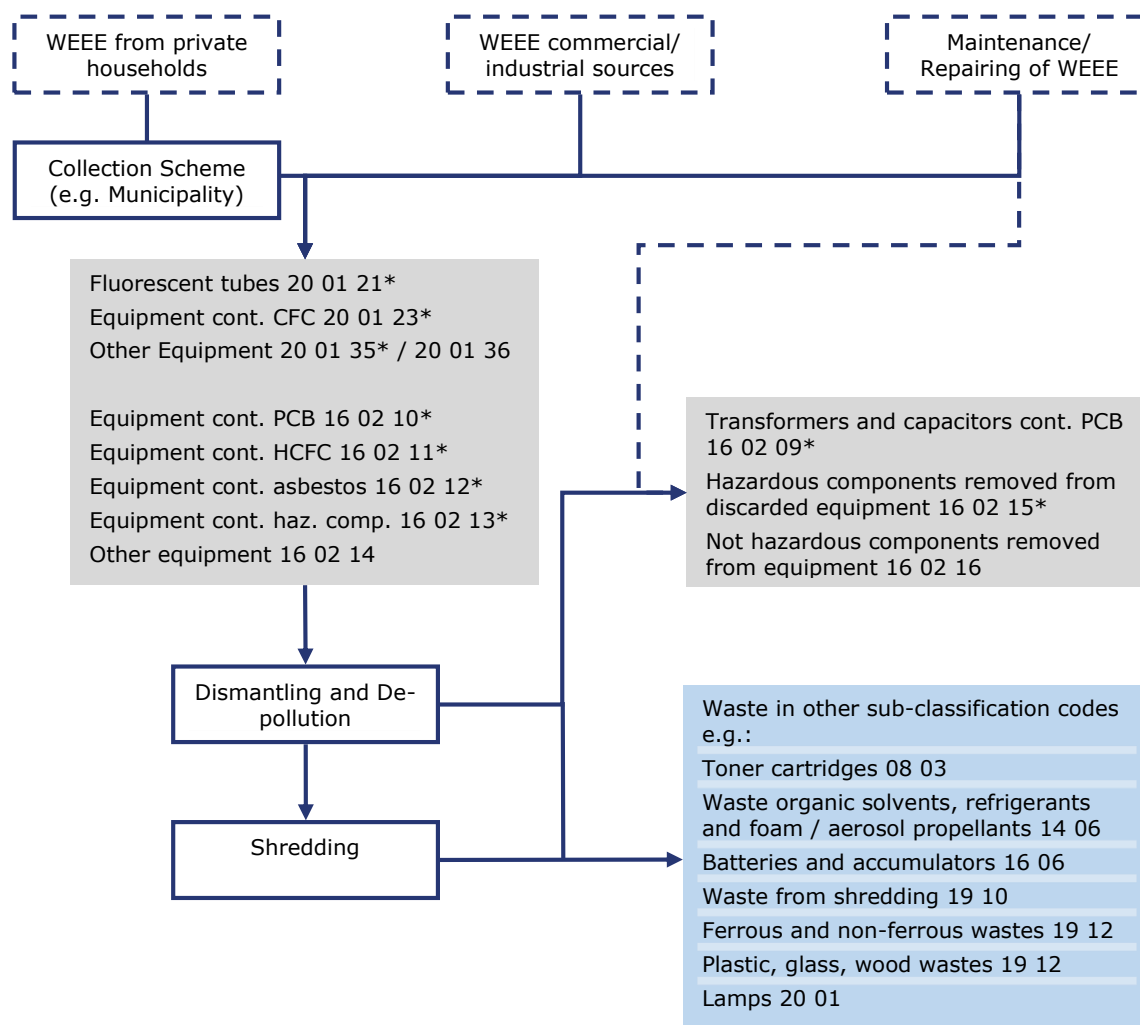 WEEE from private
households
WEEE commercial/
industrial sources
Maintenance/
Repairing of WEEE
Collection Scheme
(e.g. Municipality)
Fluorescent tubes 20 01 21*
Equipment cont. CFC 20 01 23*
Other Equipment 20 01 35* / 20 01 36
Equipment cont. PCB 16 02 10*
Equipment cont. HCFC 16 02 11*
Equipment cont. asbestos 16 02 12*
Equipment cont. haz. comp. 16 02 13*
Other equipment 16 02 14
Transformers and capacitors cont. PCB
16 02 09*
Hazardous components removed from
discarded equipment 16 02 15*
Not hazardous components removed
from equipment 16 02 16
Dismantling and De-
pollution
Shredding
Waste in other sub-classification codes
e.g.:
Toner cartridges 08 03
Waste organic solvents, refrigerants
and foam / aerosol propellants 14 06
Batteries and accumulators 16 06
Waste from shredding 19 10
Ferrous and non-ferrous wastes 19 12
Plastic, glass, wood wastes 19 12
Lamps 20 01